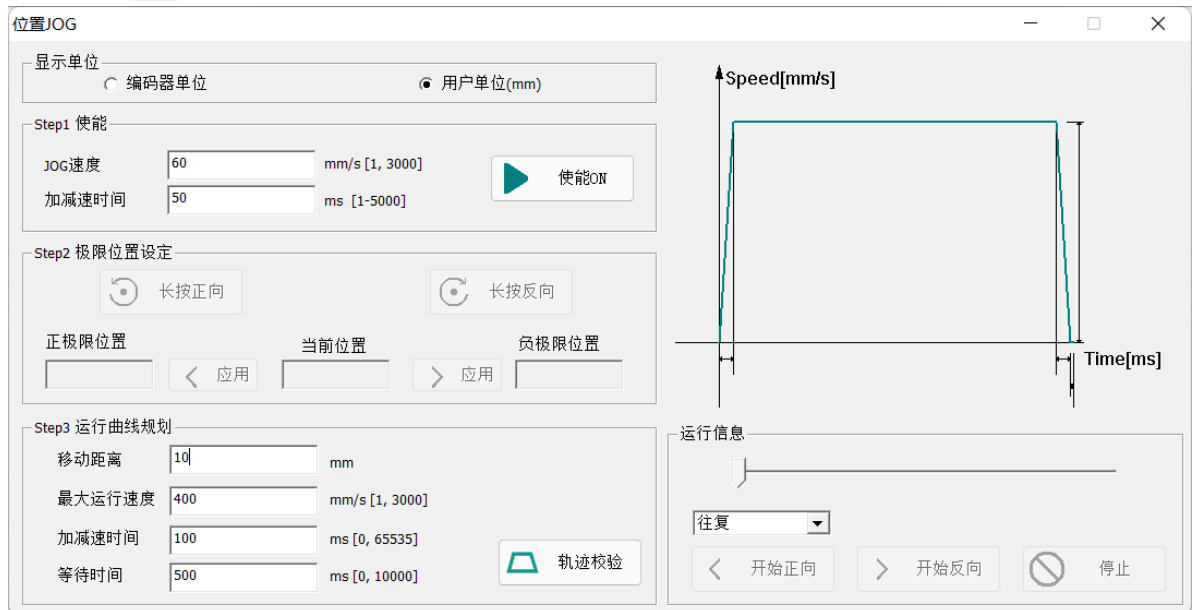 位置JOG
显示单位
编码器单位
用户单位(mm)
Step1 使能
JOG速度 60 mm/s [1, 3000]
加减速时间 50 ms [1-5000]
使能ON
Step2 极限位置设定
长按正向 长按反向
正极限位置 当前位置 负极限位置
应用 应用
Step3 运行曲线规划
移动距离 10 mm
最大运行速度 400 mm/s [1, 3000]
加减速时间 100 ms [0, 65535]
等待时间 500 ms [0, 10000]
轨迹校验
Speed[mm/s]
Time[ms]
运行信息
往复
开始正向 开始反向 停止